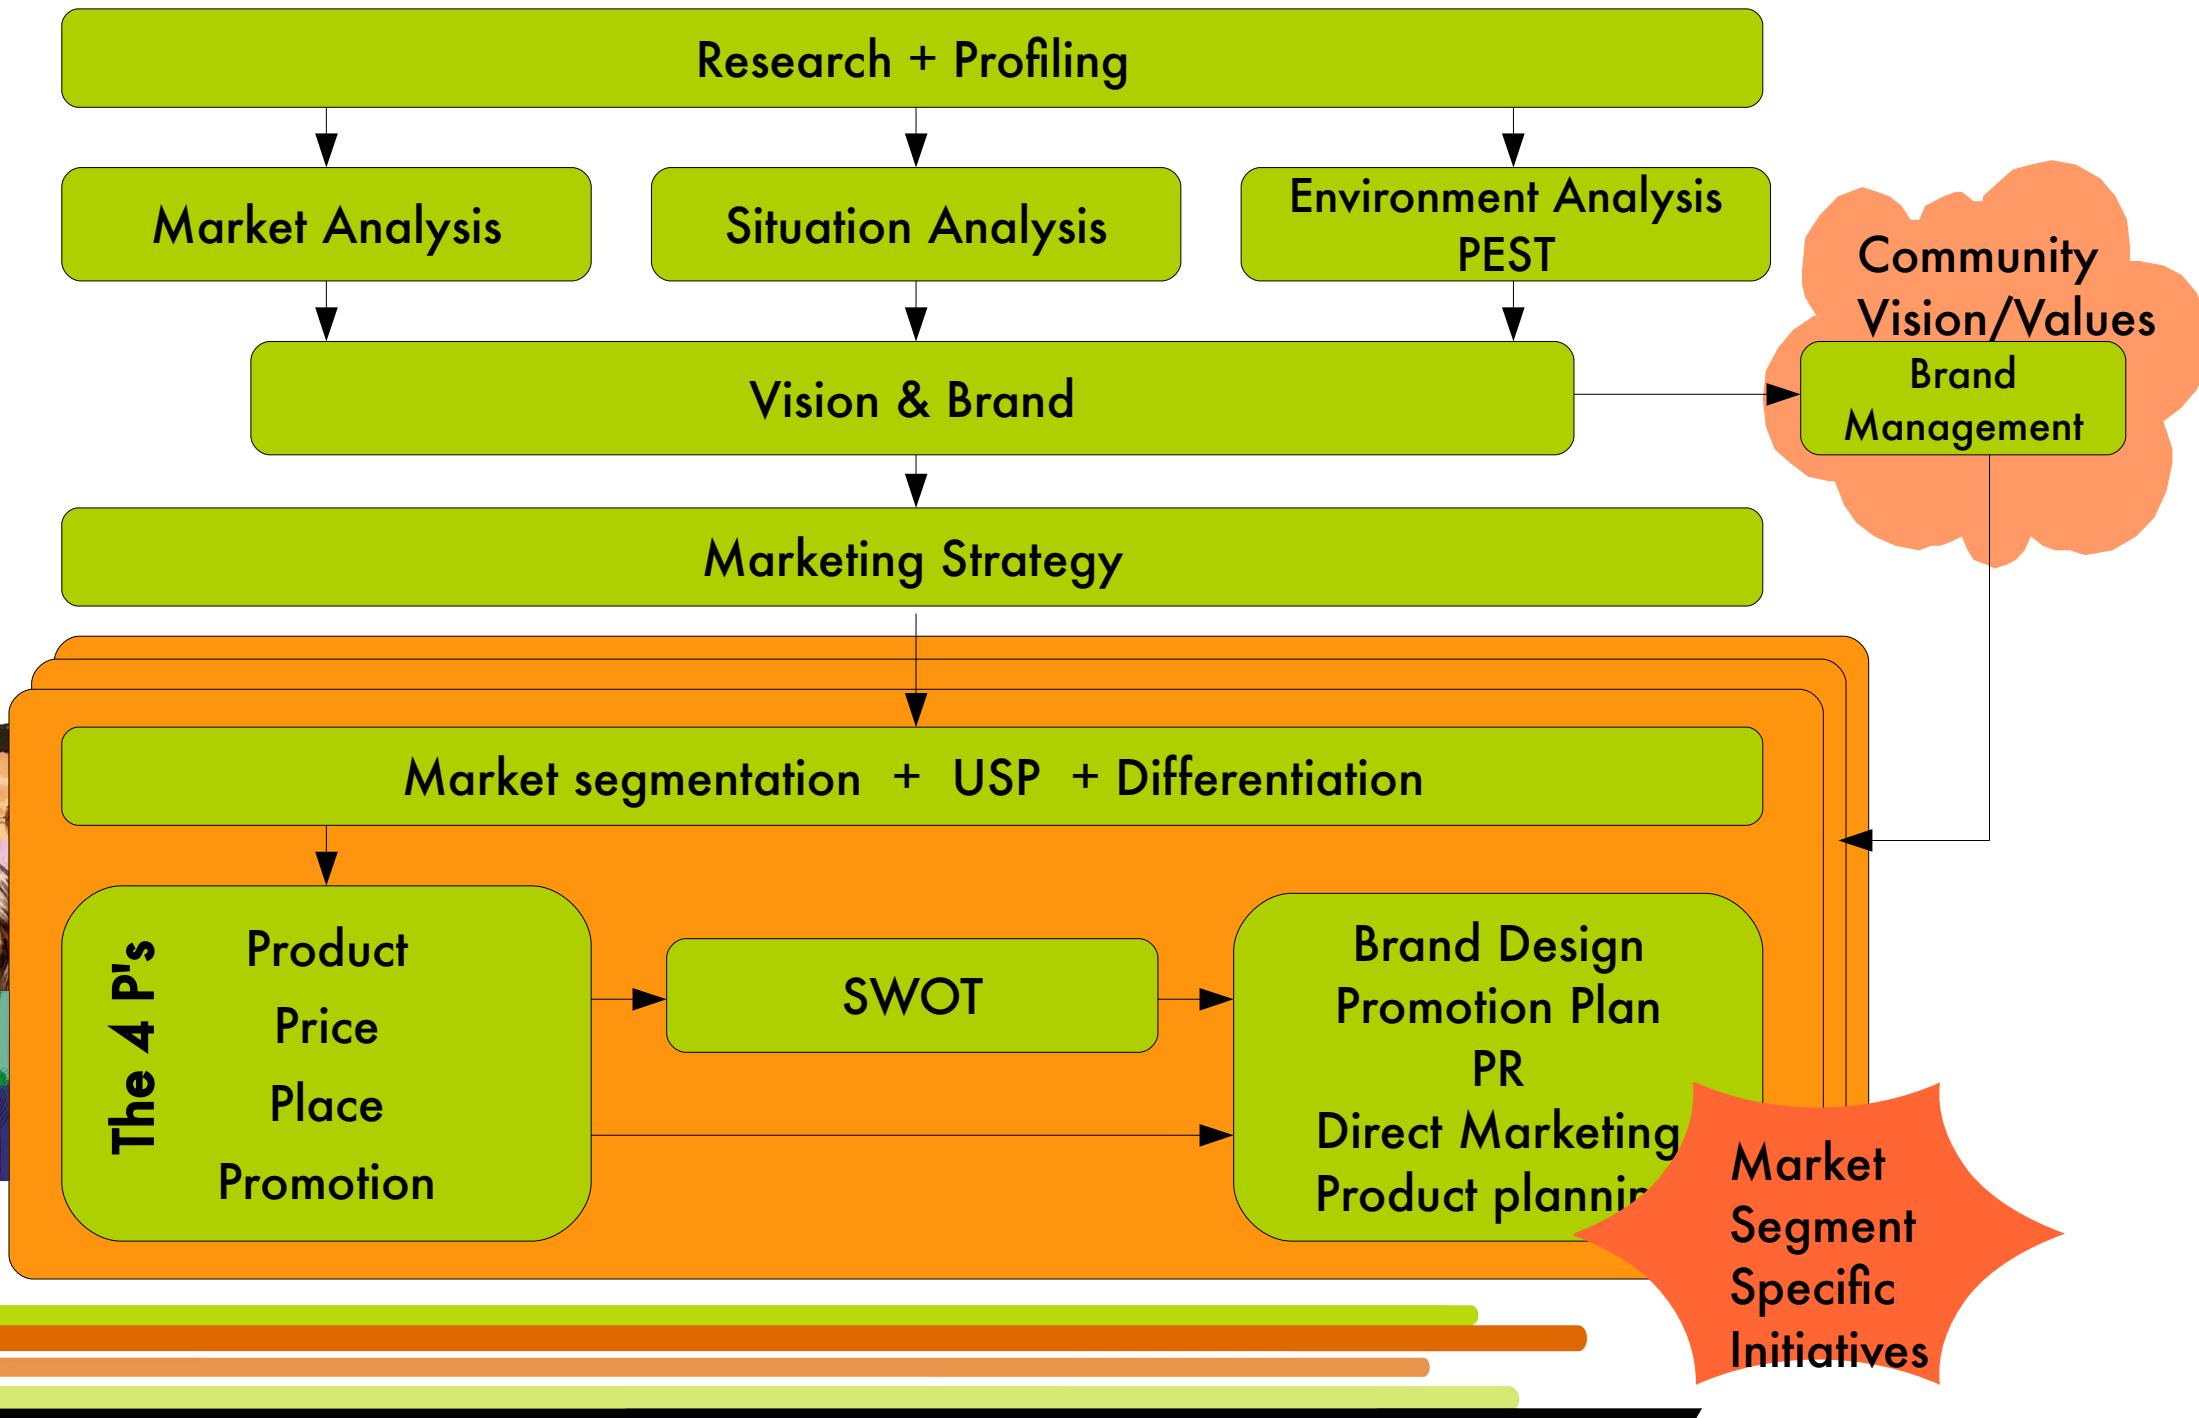 Research + Profiling
Market Analysis
Situation Analysis
Environment Analysis
PEST
Community
Vision/Values
Vision & Brand
Brand
Management
Marketing Strategy
Market segmentation + USP + Differentiation
The 4 P's
Product
Price
Place
Promotion
SWOT
Brand Design
Promotion Plan
PR
Direct Marketing
Product plannin
Market
Segment
Specific
Initiatives